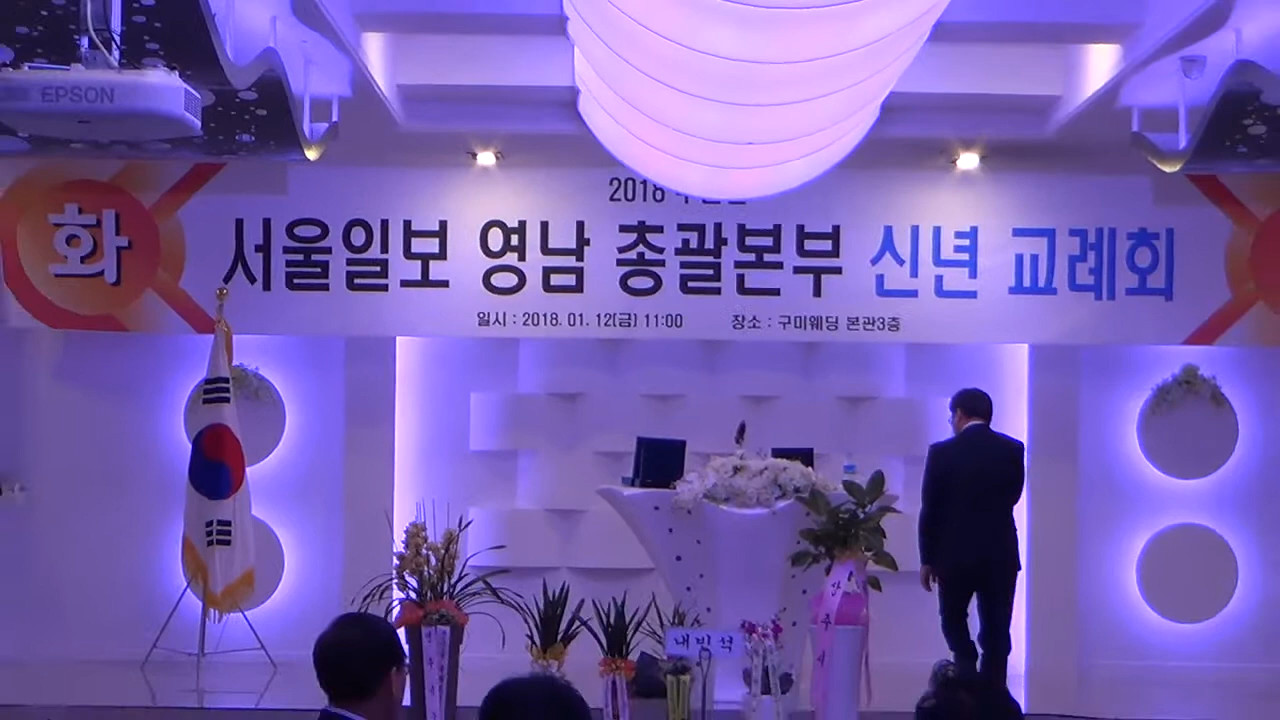 EPSON
2018
화
서울일보 영남 총괄본부 신년 교례회
일시 : 2018. 01. 12(금) 11:00 장소 : 구미웨딩 본관3층
내빈석